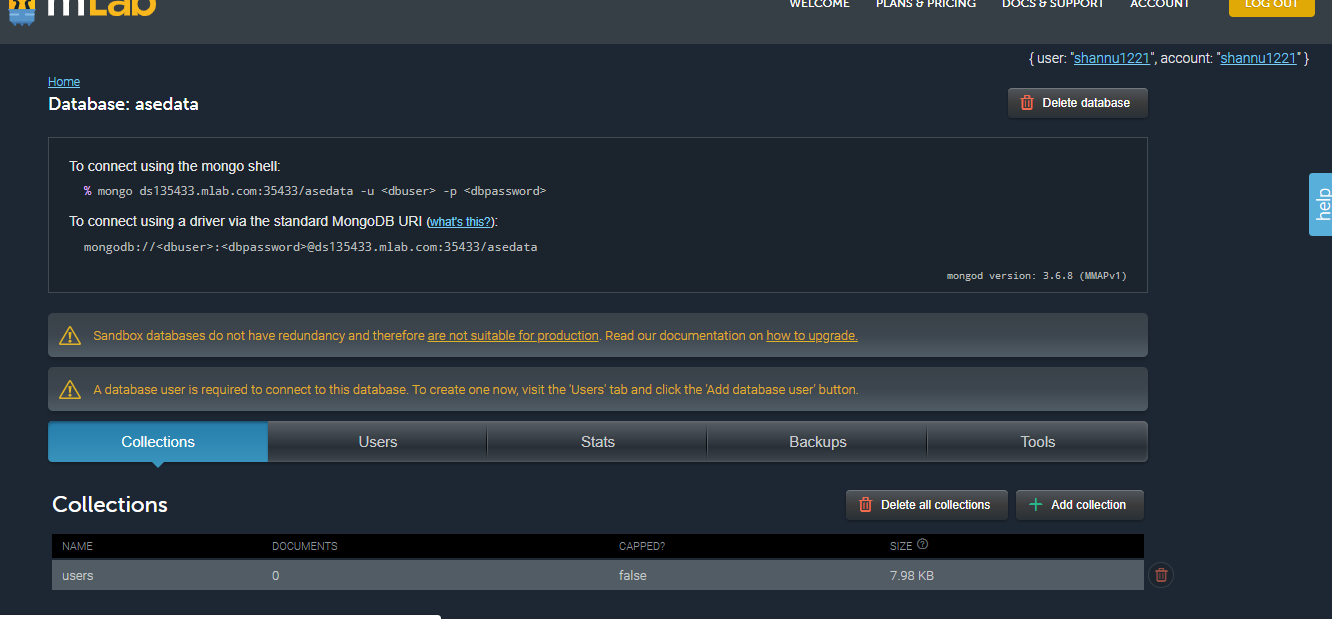 mLab
WELCOME PLANS & PRICING DOCS & SUPPORT ACCOUNT LOG OUT
{ user: "shannu1221", account: "shannu1221" }
Home
Database: asedata
Delete database
To connect using the mongo shell:
% mongo ds135433.mlab.com:35433/asedata -u <dbuser> -p <dbpassword>
To connect using a driver via the standard MongoDB URI (what's this?):
mongodb://<dbuser>:<dbpassword>@ds135433.mlab.com:35433/asedata
mongod version: 3.6.8 (MMAPv1)
help
Sandbox databases do not have redundancy and therefore are not suitable for production. Read our documentation on how to upgrade.
A database user is required to connect to this database. To create one now, visit the 'Users' tab and click the 'Add database user' button.
Collections Users Stats Backups Tools
Collections
Delete all collections + Add collection
NAME DOCUMENTS CAPPED? SIZE ?
users 0 false 7.98 KB